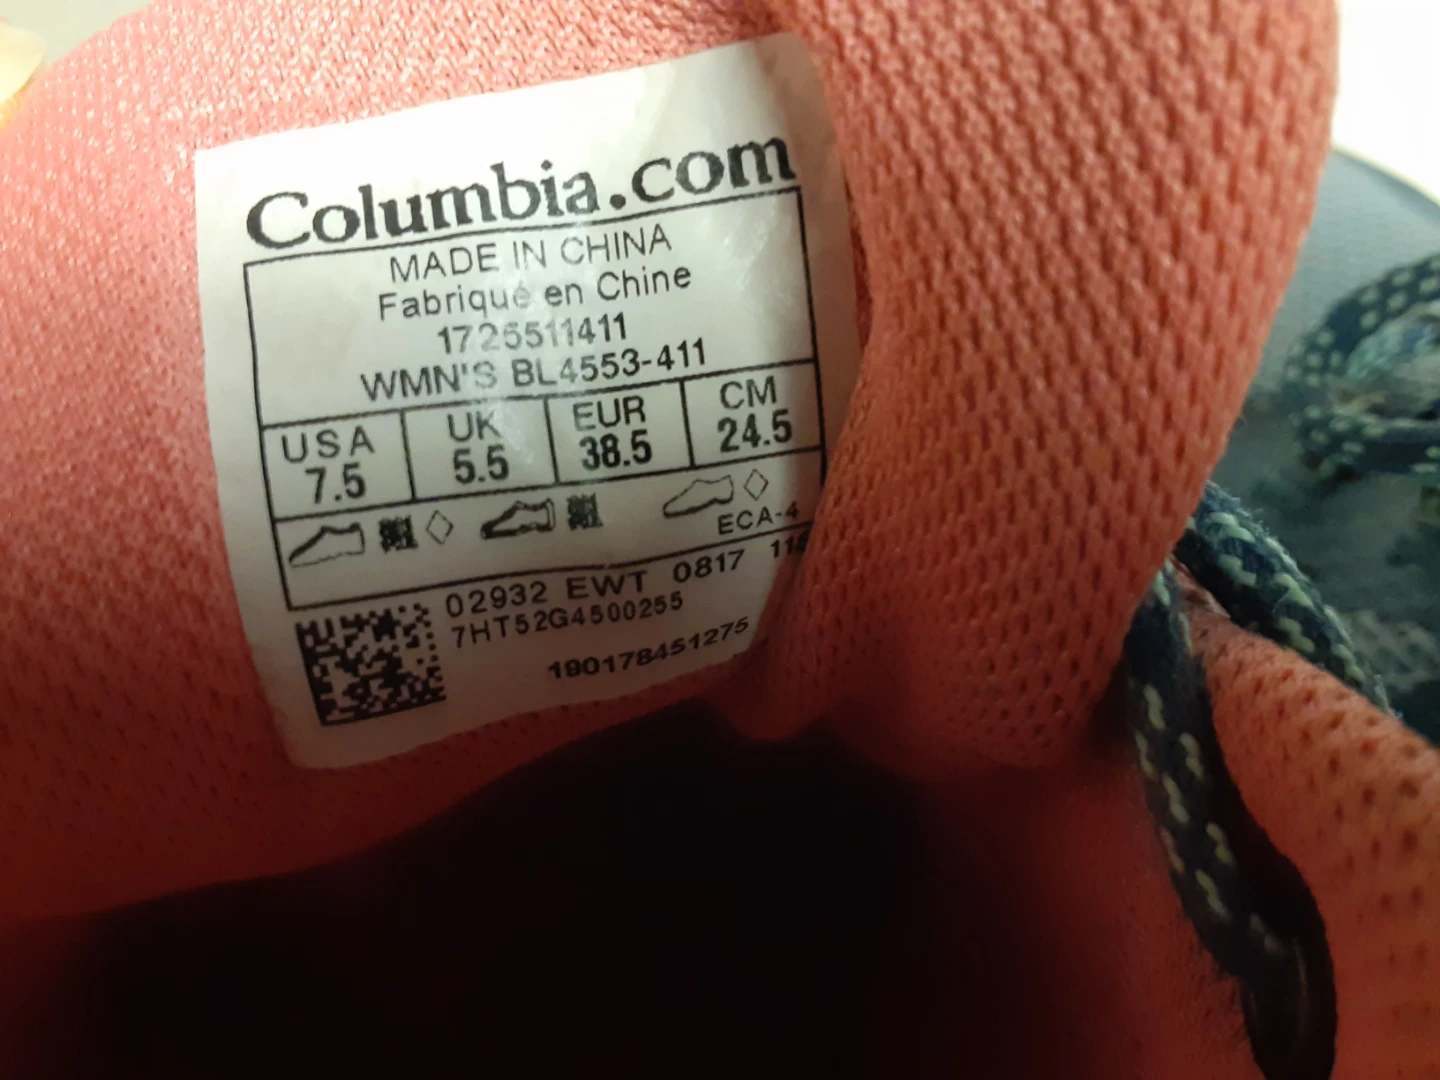 Columbia.com
MADE IN CHINA
Fabriqué en Chine
1725511411
WMN'S BL4553-411
USA UK EUR CM
7.5 5.5 38.5 24.5
ECA-4
02932 EWT 0817
7HT52G4500255
190178451275